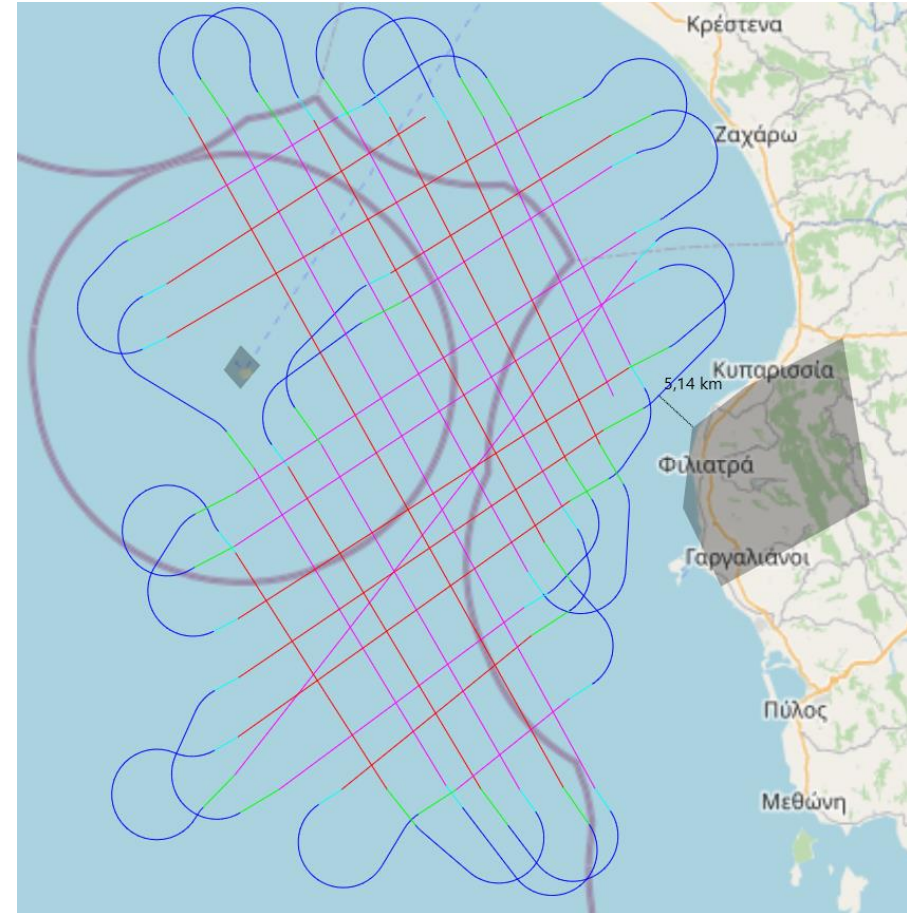 Κρέστενα
Ζαχάρω
Κυπαρισσία
5,14 km
Φιλιατρά
Γαργαλιάνοι
Πύλος
Μεθώνη